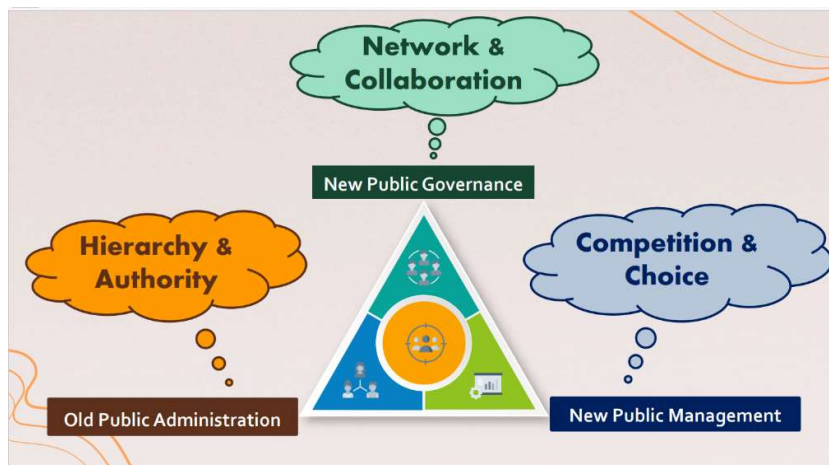 Network &
Collaboration
New Public Governance
Hierarchy &
Authority
Competition &
Choice
Old Public Administration
New Public Management